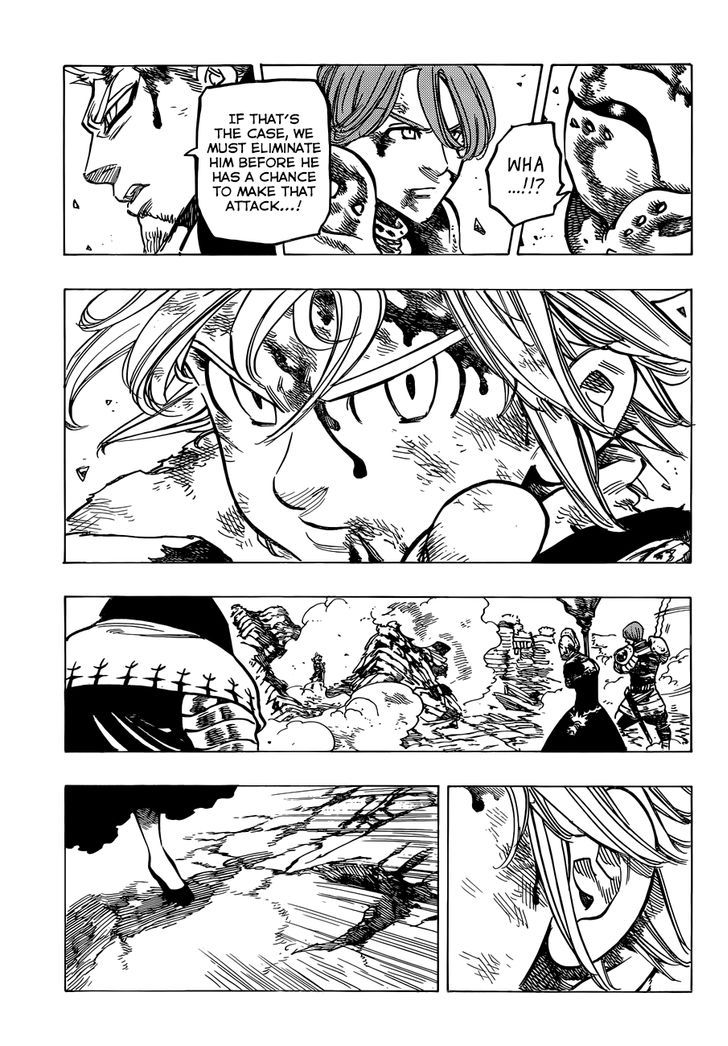 WHA
...!!?
IF THAT'S
THE CASE, WE
MUST ELIMINATE
HIM BEFORE HE
HAS A CHANCE
TO MAKE THAT
ATTACK...!